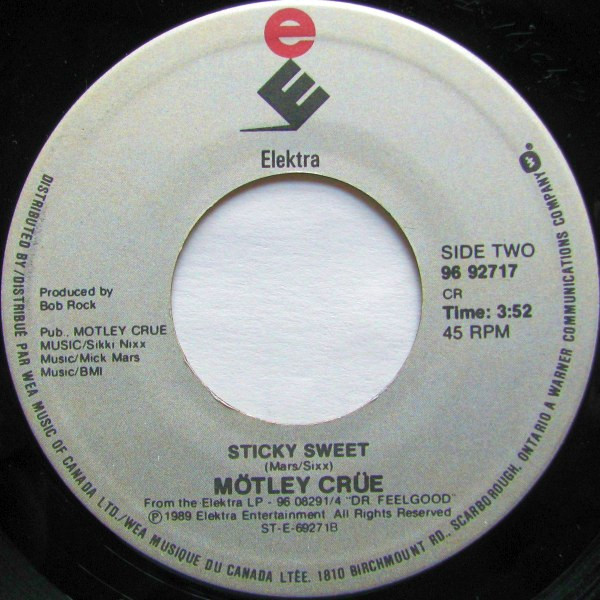 e
E
Elektra
SIDE TWO
96 92717
CR
Time: 3:52
45 RPM
Produced by
Bob Rock
Pub., MOTLEY CRUE
MUSIC/Sikki Nixx
Music/Mick Mars
Music/BMI
STICKY SWEET
(Mars/Sixx)
MÖTLEY CRÜE
From the Elektra LP - 96 08291/4 "DR. FEELGOOD"
Ⓟ1989 Elektra Entertainment. All Rights Reserved
ST-E-69271B
DISTRIBUTED BY/DISTRIBUÉ PAR WEA MUSIC OF CANADA LTD./WEA MUSIQUE DU CANADA LTÉE. 1810 BIRCHMOUNT RD., SCARBOROUGH, ONTARIO A WARNER COMMUNICATIONS COMPANY